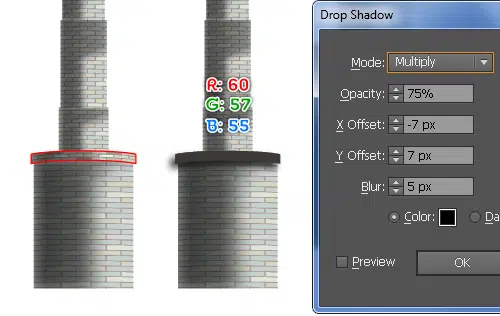 R: 60
G: 57
B: 55
Drop Shadow
Mode: Multiply
Opacity: 75%
X Offset: -7 px
Y Offset: 7 px
Blur: 5 px
Color: Da
Preview OK